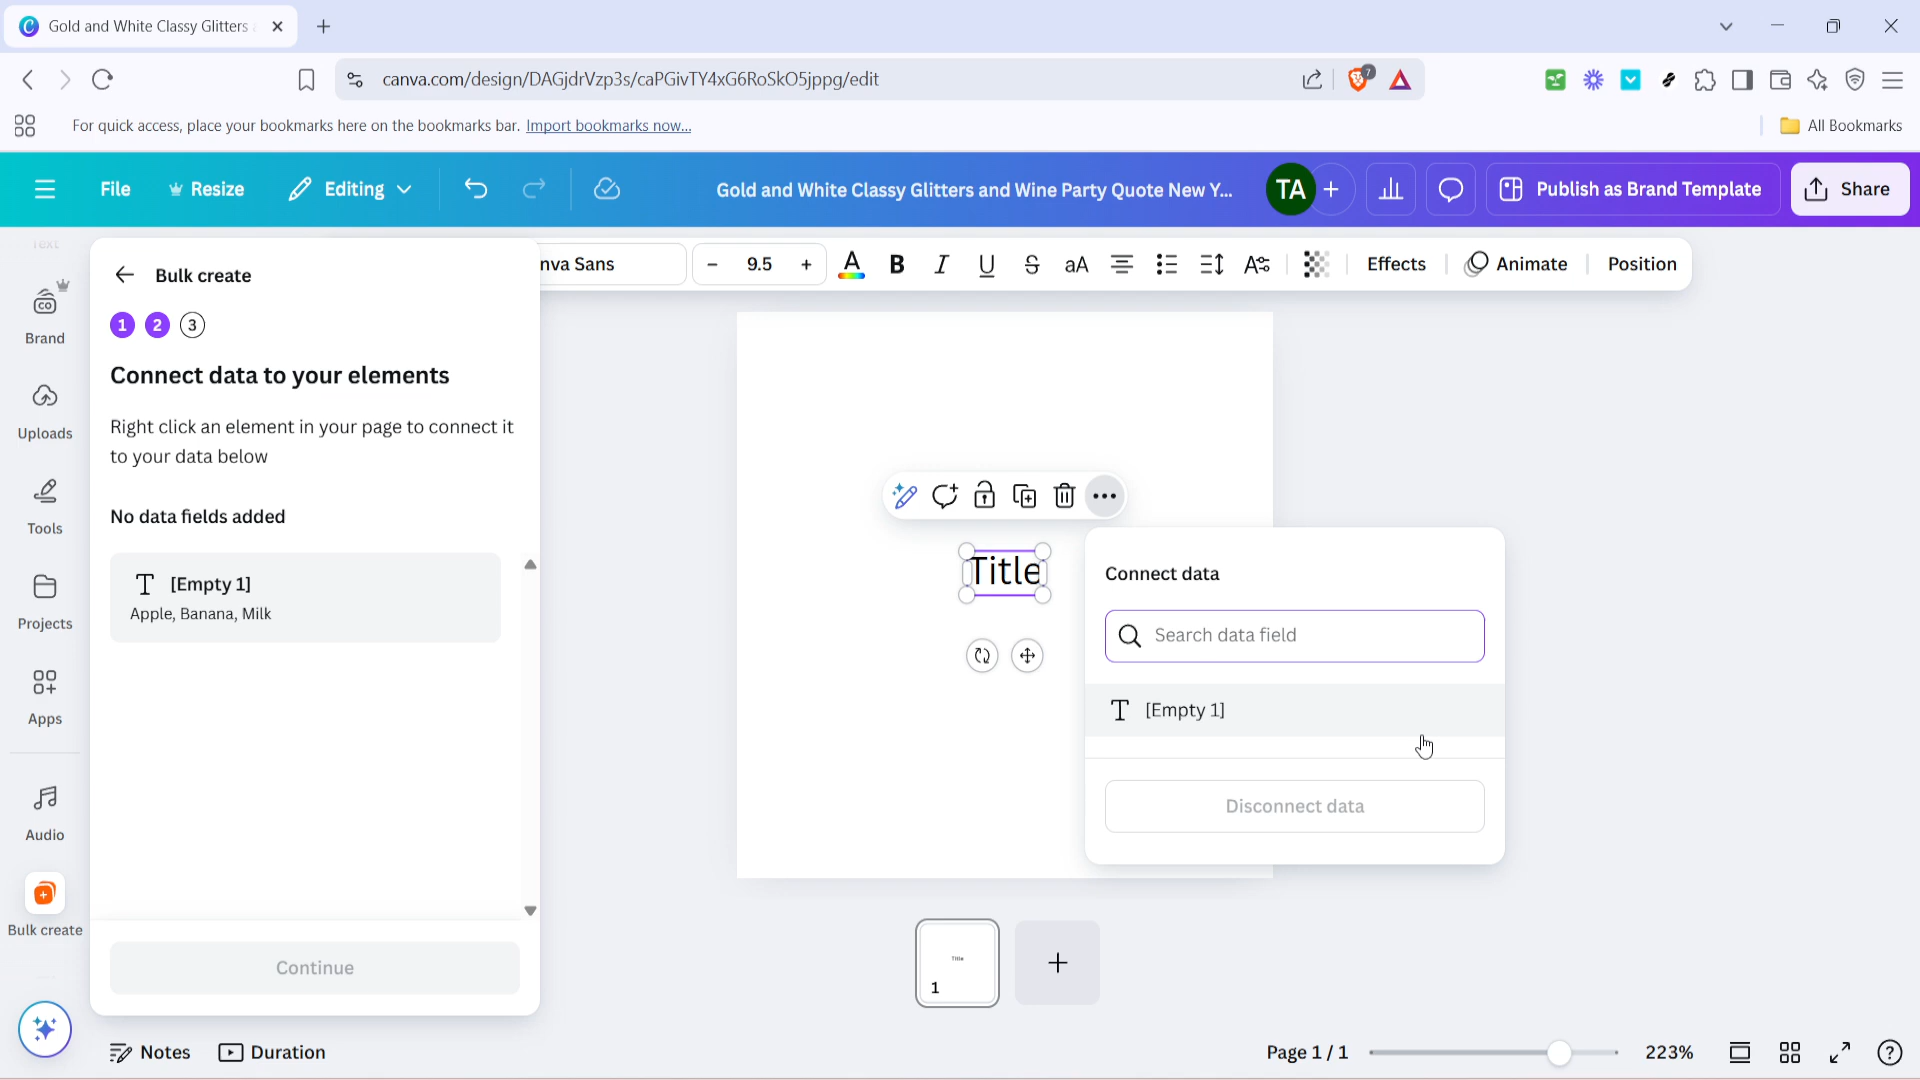 Gold and White Classy Glitters
canva.com/design/DAGjdrVzp3s/caPGivTY4xG6RoSkO5jppg/edit
7
For quick access, place your bookmarks here on the bookmarks bar. Import bookmarks now...
All Bookmarks
File
Resize
Editing
Gold and White Classy Glitters and Wine Party Quote New Y...
TA
Publish as Brand Template
Share
Text
Brand
Uploads
Tools
Projects
Apps
Audio
Bulk create
Bulk create
1 2 3
Connect data to your elements
Right click an element in your page to connect it
to your data below
No data fields added
[Empty 1]
Apple, Banana, Milk
Continue
nva Sans
9.5
aA
Effects
Animate
Position
Title
Connect data
Search data field
[Empty 1]
Disconnect data
Title
1
Notes
Duration
Page 1 / 1
223%